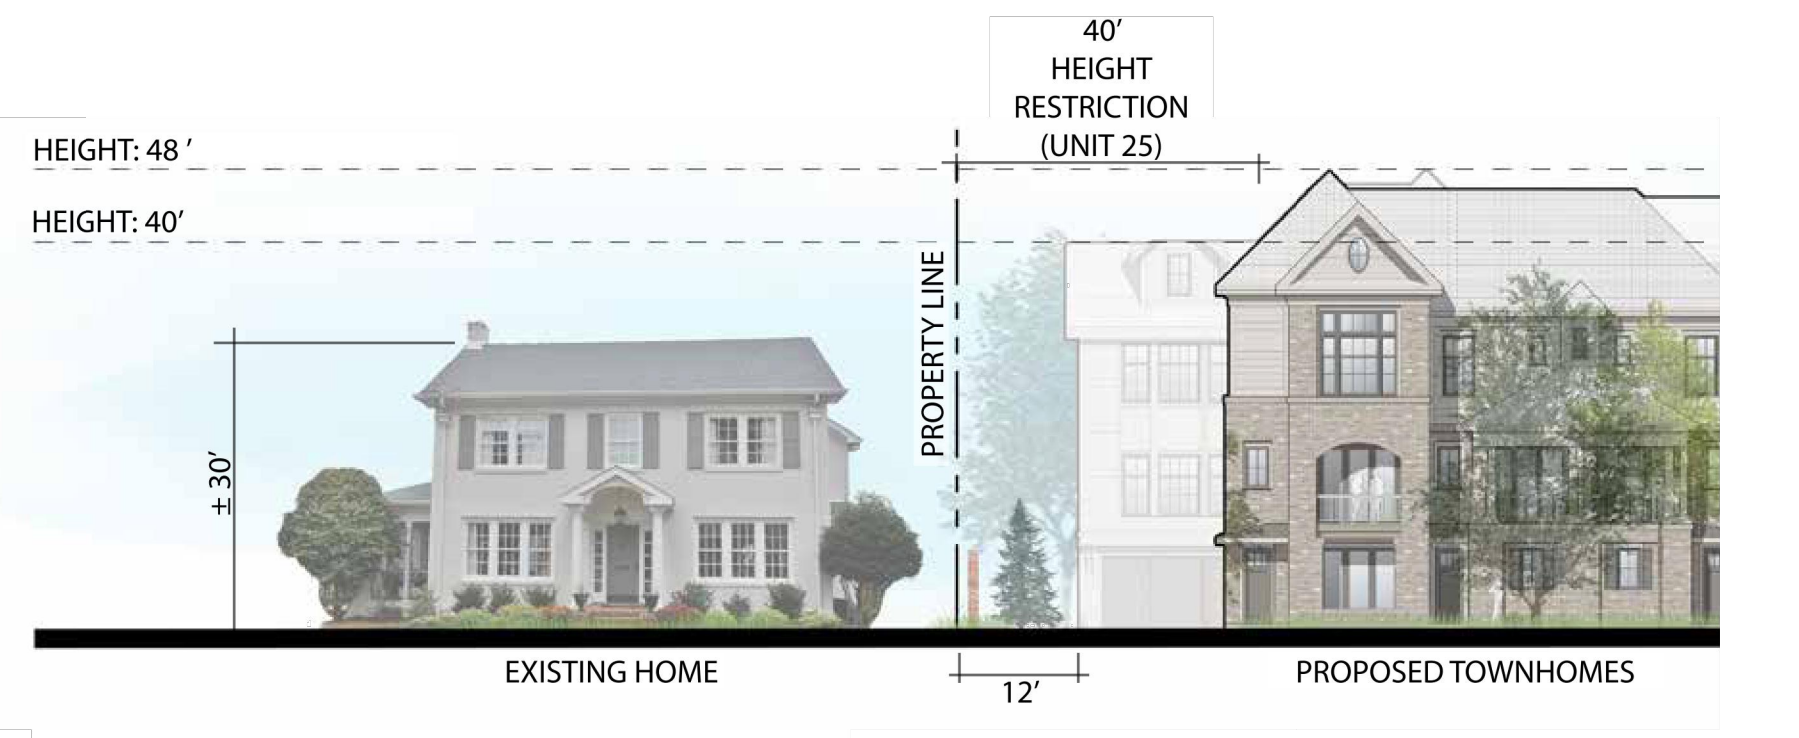 40’
HEIGHT
RESTRICTION
(UNIT 25)
HEIGHT: 48 ’
HEIGHT: 40’
PROPERTY LINE
± 30’
EXISTING HOME
PROPOSED TOWNHOMES
12’